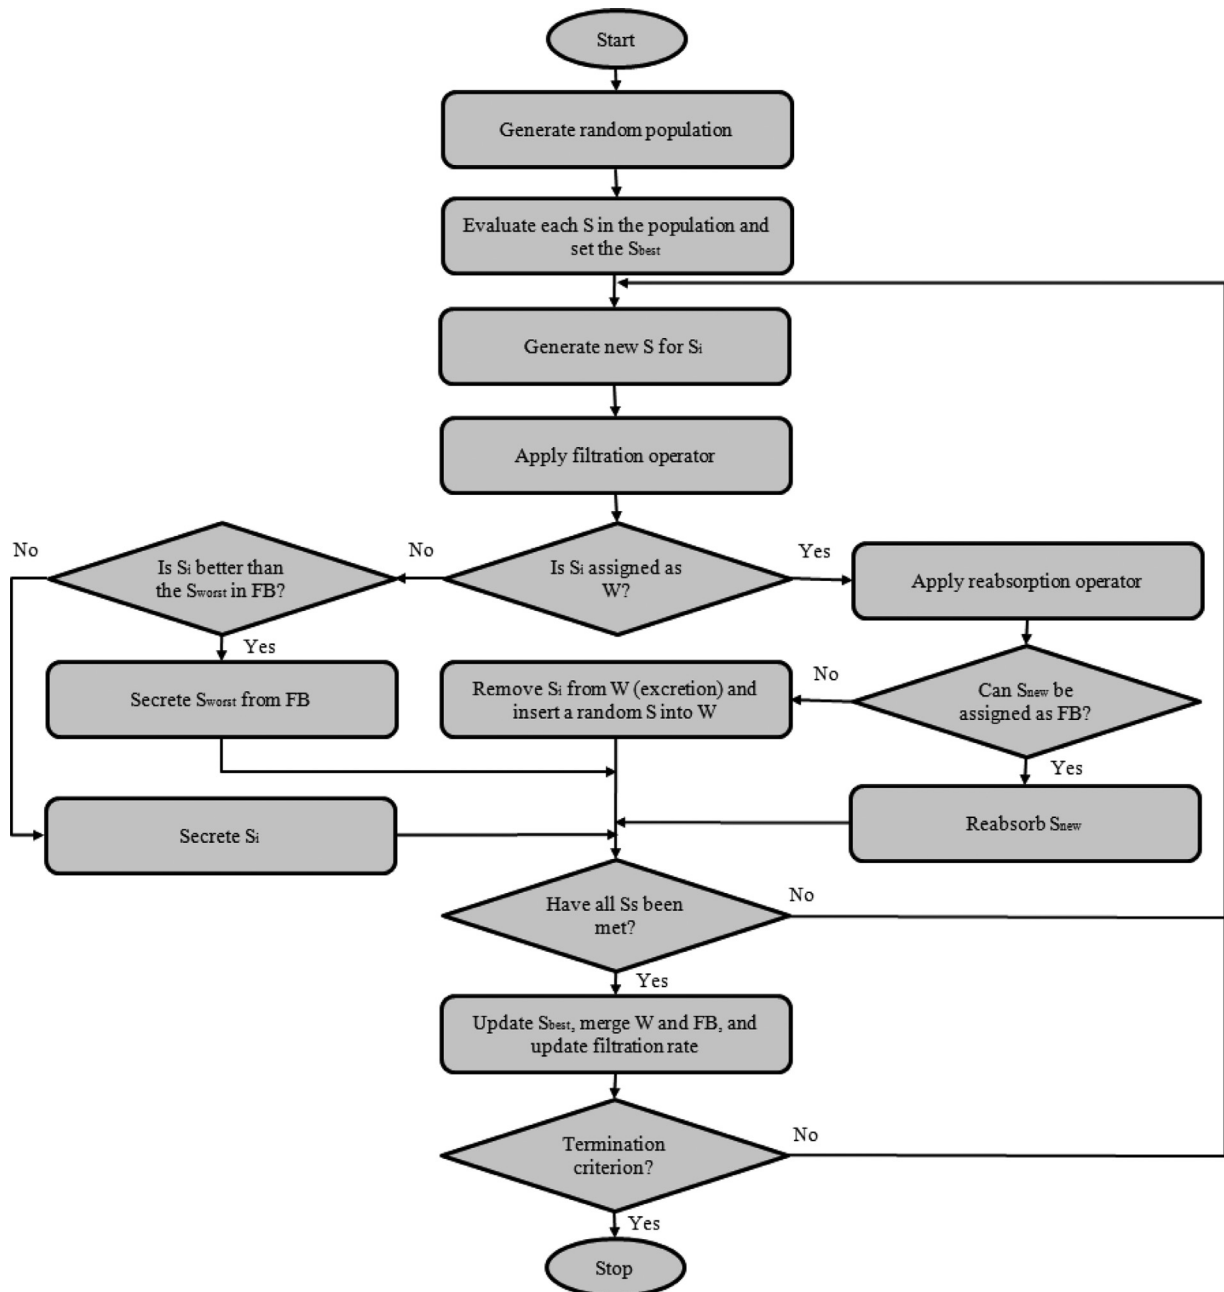 Start
Generate random population
Evaluate each S in the population and
set the Sbest
Generate new S for Si
Apply filtration operator
No
Is Si better than
the Sworst in FB?
No
Is Si assigned as
W?
Yes
Apply reabsorption operator
Yes
Secrete Sworst from FB
Remove Si from W (excretion) and
insert a random S into W
No
Can Snew be
assigned as FB?
Yes
Secrete Si
Reabsorb Snew
Have all Ss been
met?
No
Yes
Update Sbest, merge W and FB, and
update filtration rate
Termination
criterion?
No
Yes
Stop